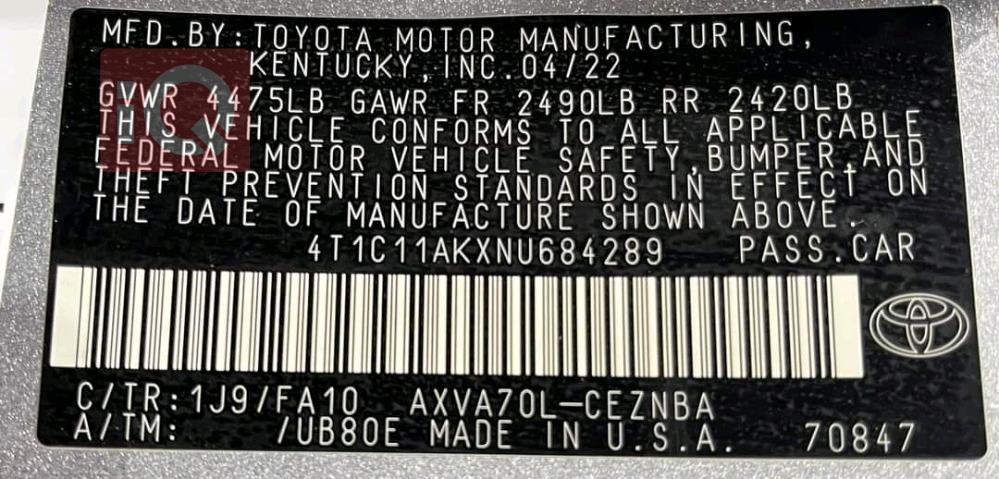 MFD.BY:TOYOTA MOTOR MANUFACTURING,
KENTUCKY,INC.04/22
GVWR 4475LB GAWR FR 2490LB RR 2420LB
THIS VEHICLE CONFORMS TO ALL APPLICABLE
FEDERAL MOTOR VEHICLE SAFETY,BUMPER,AND
THEFT PREVENTION STANDARDS IN EFFECT ON
THE DATE OF MANUFACTURE SHOWN ABOVE.
4T1C11AKXNU684289 PASS.CAR
C/TR:1J9/FA10 AXVA70L-CEZNBA
A/TM: /UB80E MADE IN U.S.A. 70847